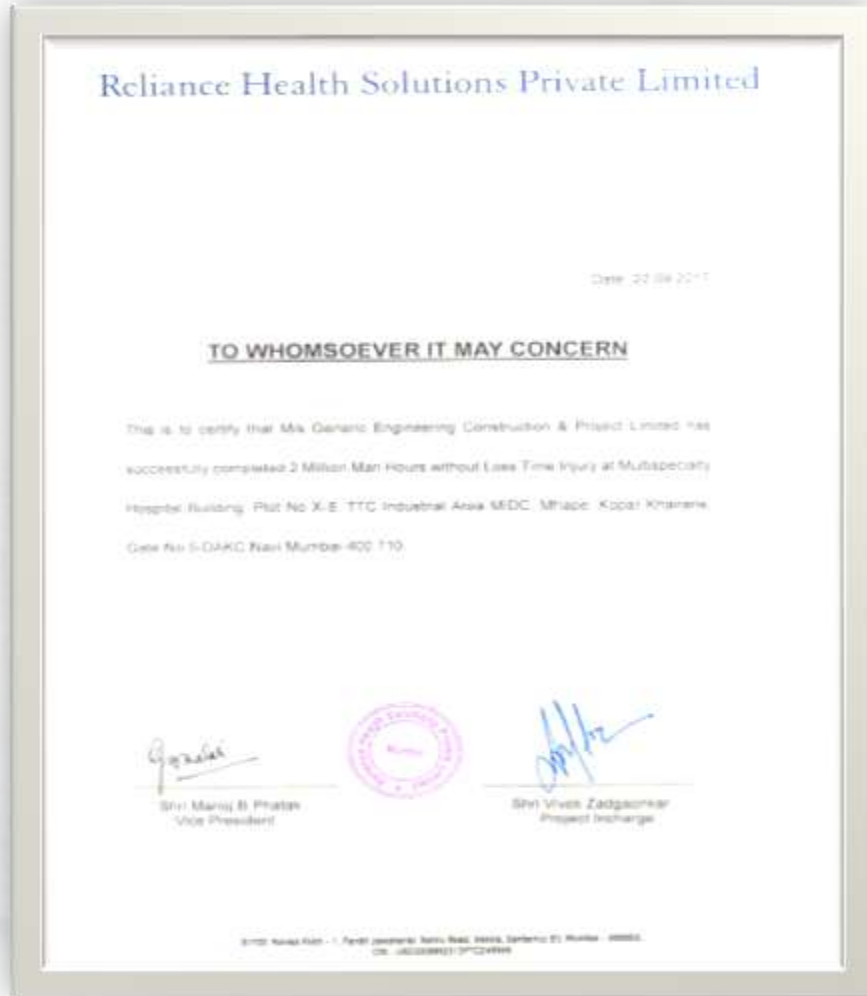 Reliance Health Solutions Private Limited
Date:
TO WHOMSOEVER IT MAY CONCERN
This is to certify that M/s Generic Engineering Construction & Project Limited has
successfully completed 2 Million Man Hours without Loss Time Injury at Multispecialty
Hospital Building, Plot No X-E, TTC Industrial Area MIDC, Mhape, Kopar Khairane,
Gate No 5-DAKC Navi Mumbai-400 710
Shri Manoj B Phatak
Vice President
Shri Vivek Zadgaonkar
Project Incharge